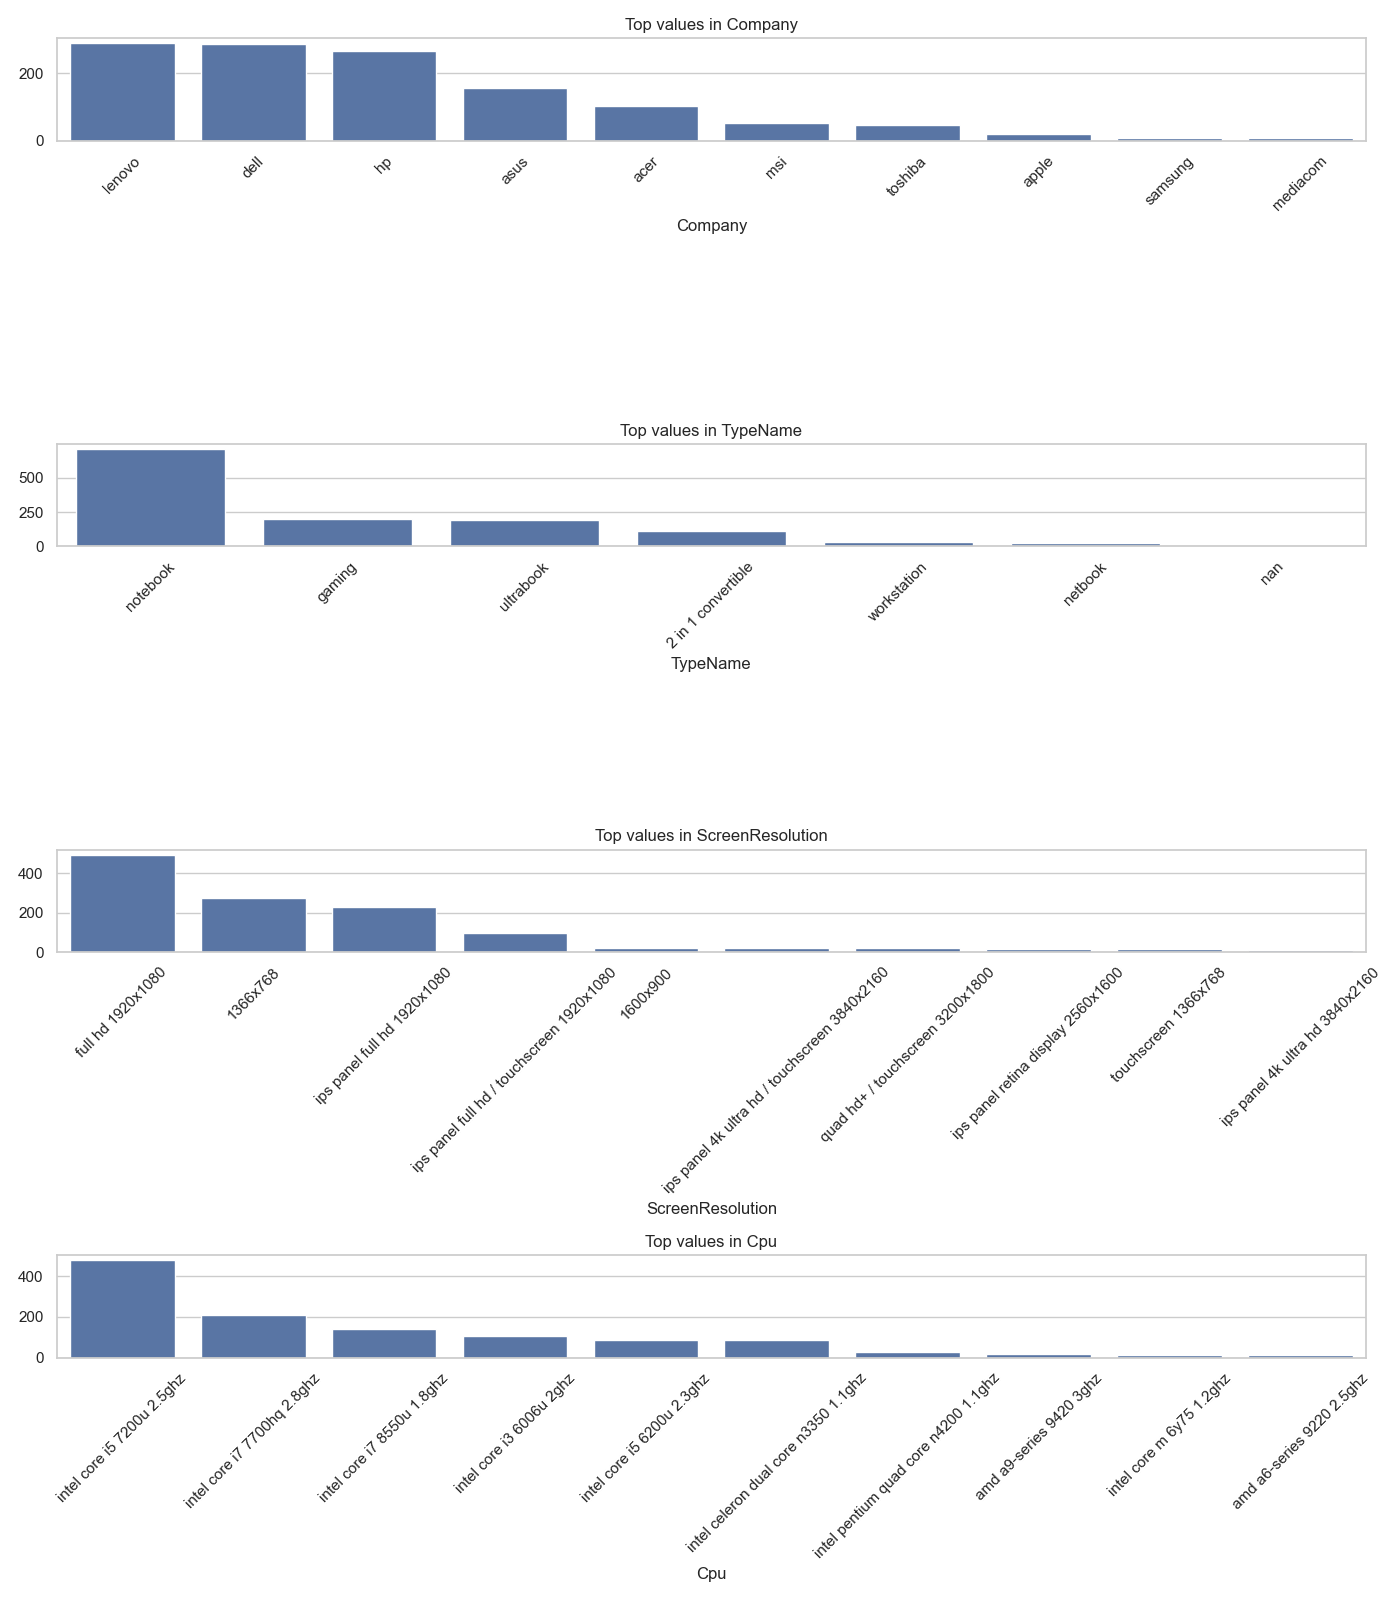 Top values in Company
200
0
lenovo
dell
hp
asus
acer
msi
toshiba
apple
samsung
mediacom
Company
Top values in TypeName
500
250
0
notebook
gaming
ultrabook
2 in 1 convertible
workstation
netbook
nan
TypeName
Top values in ScreenResolution
400
200
0
full hd 1920x1080
1366x768
ips panel full hd 1920x1080
ips panel full hd / touchscreen 1920x1080
1600x900
ips panel 4k ultra hd / touchscreen 3840x2160
quad hd+ / touchscreen 3200x1800
ips panel retina display 2560x1600
touchscreen 1366x768
ips panel 4k ultra hd 3840x2160
ScreenResolution
Top values in Cpu
400
200
0
intel core i5 7200u 2.5ghz
intel core i7 7700hq 2.8ghz
intel core i7 8550u 1.8ghz
intel core i3 6006u 2ghz
intel core i5 6200u 2.3ghz
intel celeron dual core n3350 1.1ghz
intel pentium quad core n4200 1.1ghz
amd a9-series 9420 3ghz
intel core m 6y75 1.2ghz
amd a6-series 9220 2.5ghz
Cpu